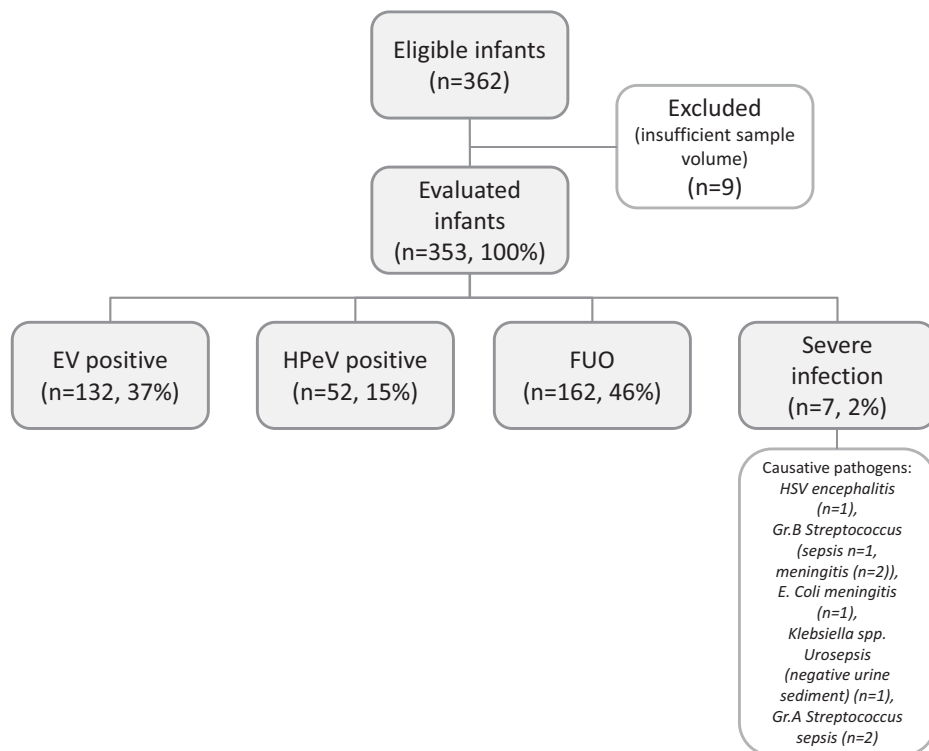 Eligible infants
(n=362)
Excluded
(insufficient sample
volume)
(n=9)
Evaluated
infants
(n=353, 100%)
EV positive
(n=132, 37%)
HPeV positive
(n=52, 15%)
FUO
(n=162, 46%)
Severe
infection
(n=7, 2%)
Causative pathogens:
HSV encephalitis
(n=1),
Gr.B Streptococcus
(sepsis n=1,
meningitis (n=2)),
E. Coli meningitis
(n=1),
Klebsiella spp.
Urosepsis
(negative urine
sediment) (n=1),
Gr.A Streptococcus
sepsis (n=2)